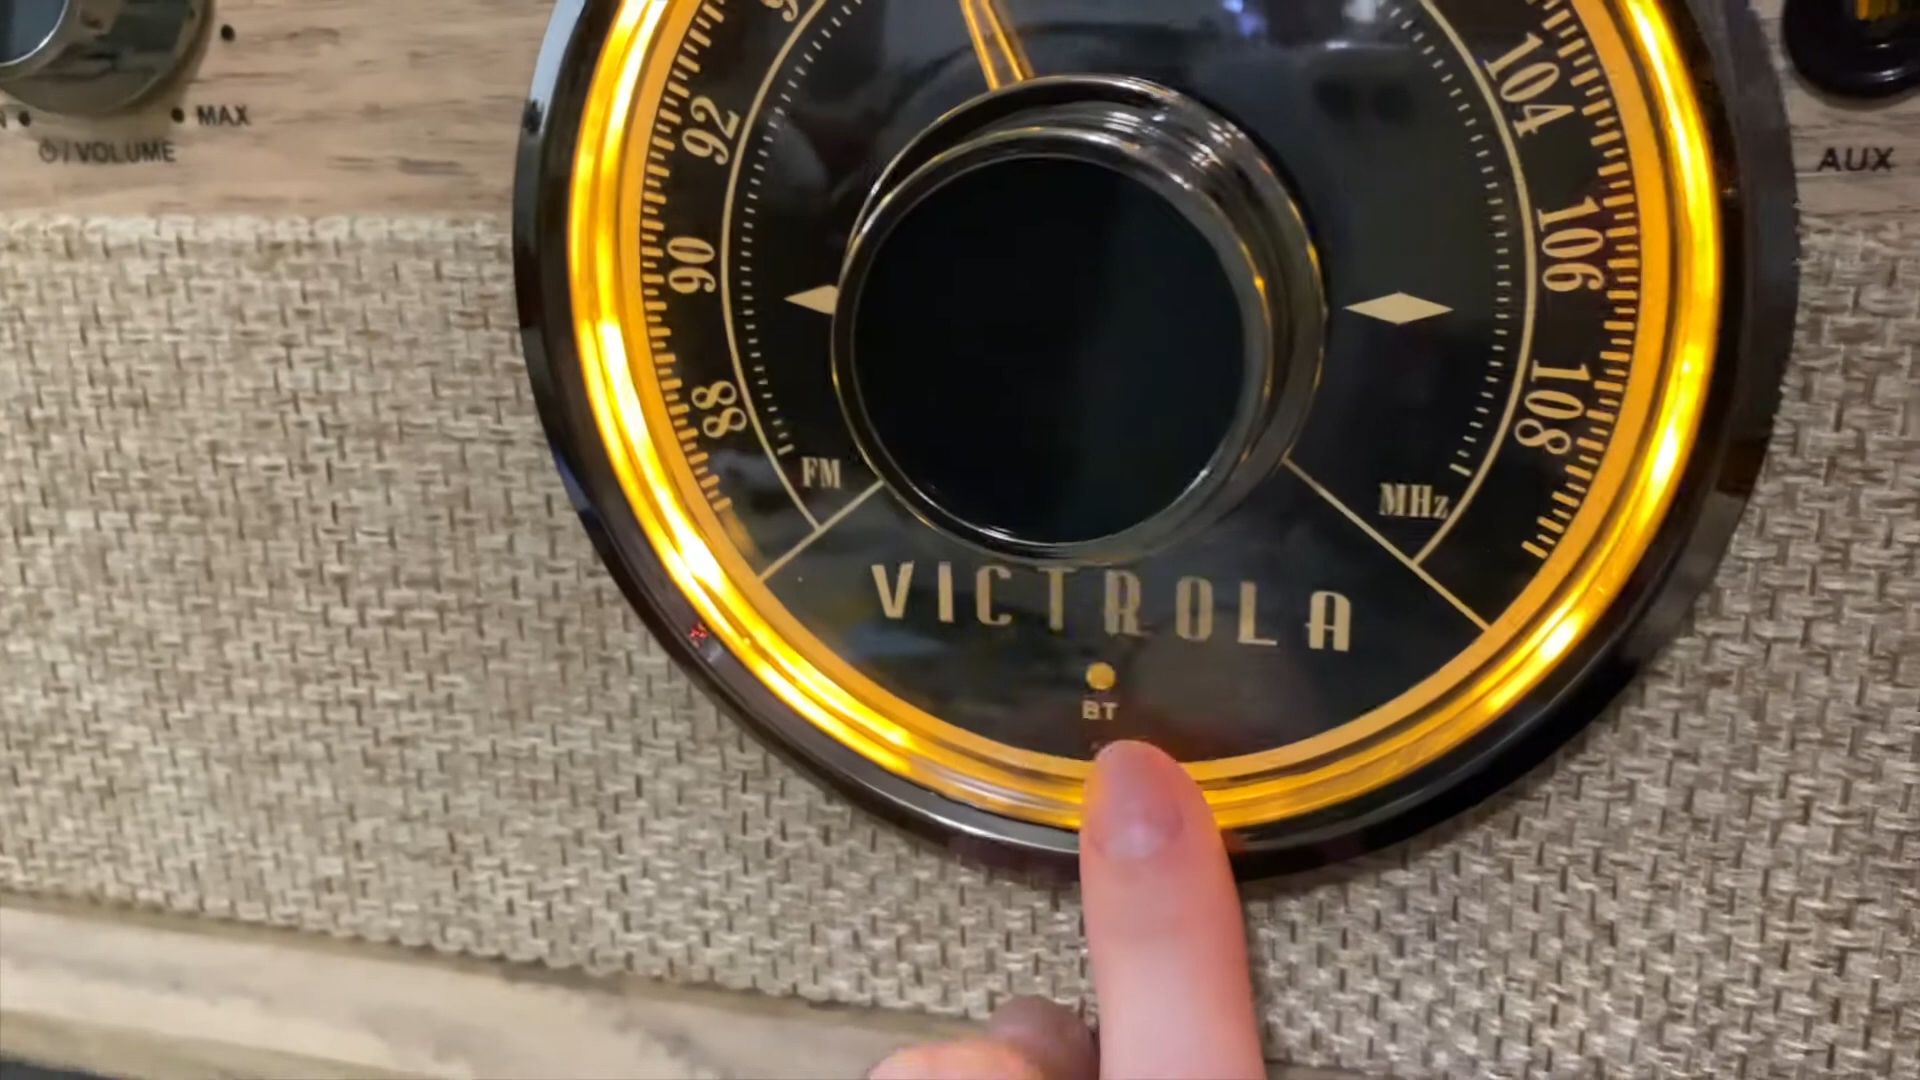 MAX
⏻/VOLUME
92
90
88
FM
104
106
108
MHz
AUX
VICTROLA
BT